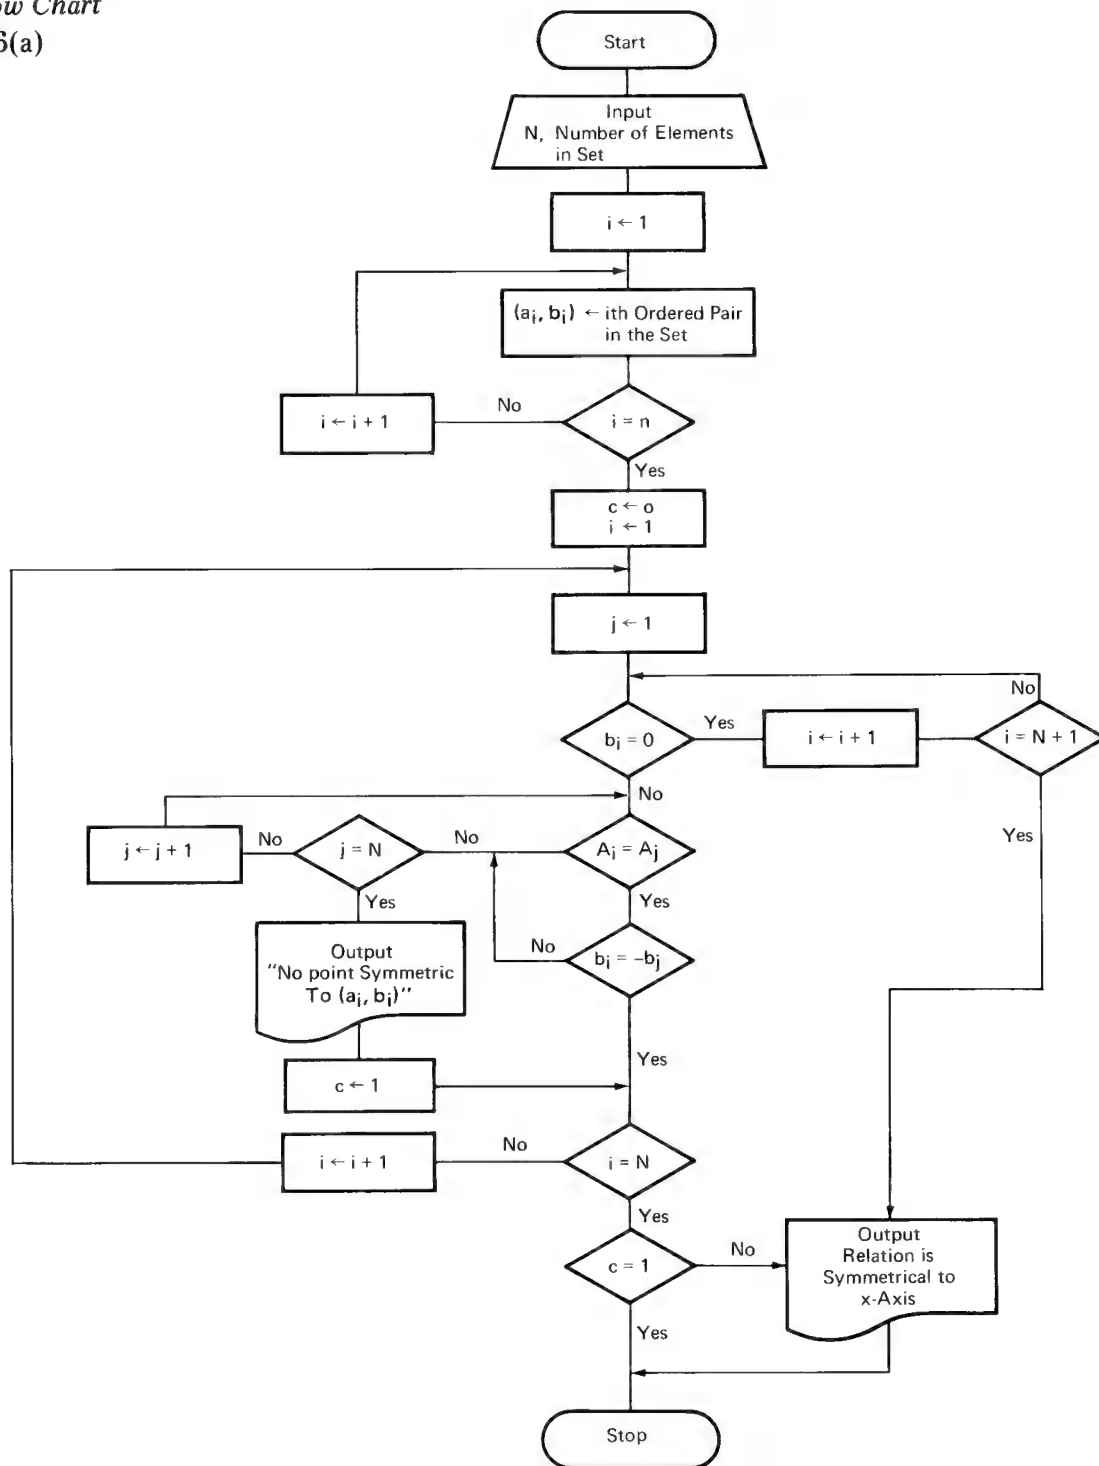 ow Chart
6(a)
Start
Input
N, Number of Elements
in Set
i ← 1
(aᵢ, bᵢ) ← ith Ordered Pair
in the Set
i ← i + 1
No
i = n
Yes
c ← o
i ← 1
j ← 1
No
bᵢ = 0
Yes
i ← i + 1
i = N + 1
No
Yes
j ← j + 1
No
j = N
No
Aᵢ = Aⱼ
Yes
Yes
Output
"No point Symmetric
To (aᵢ, bᵢ)"
No
bᵢ = –bⱼ
Yes
c ← 1
i ← i + 1
No
i = N
Yes
c = 1
No
Output
Relation is
Symmetrical to
x-Axis
Yes
Stop